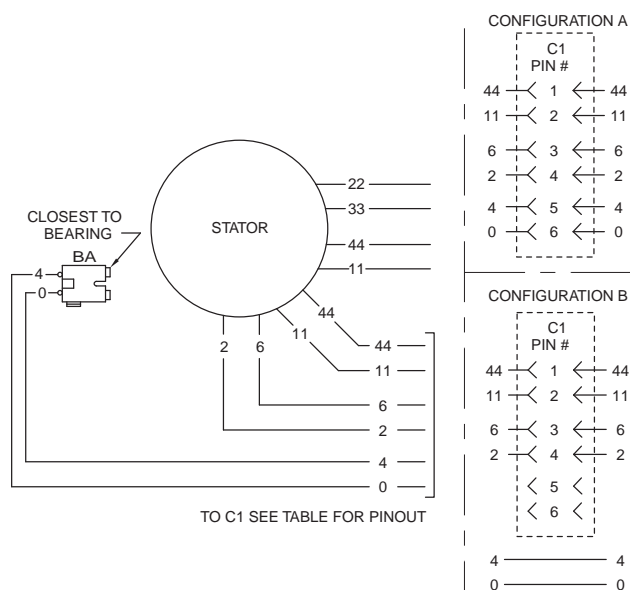 CONFIGURATION A
C1
PIN #
44 1 44
11 2 11
6 3 6
2 4 2
4 5 4
0 6 0
22
33
44
11
STATOR
CLOSEST TO
BEARING
BA
4
0
44
11
2 6
44
11
6
2
4
0
TO C1 SEE TABLE FOR PINOUT
CONFIGURATION B
C1
PIN #
44 1 44
11 2 11
6 3 6
2 4 2
5
6
4 4
0 0